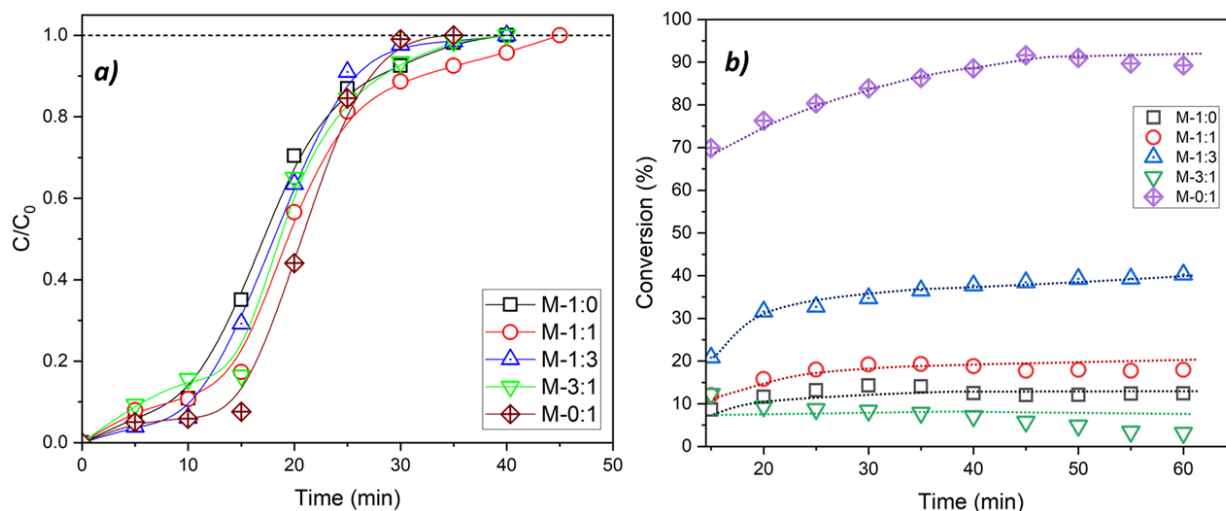 a)
C/C0
1.0
0.8
0.6
0.4
0.2
0.0
0 10 20 30 40 50
Time (min)
M-1:0
M-1:1
M-1:3
M-3:1
M-0:1
b)
Conversion (%)
100
90
80
70
60
50
40
30
20
10
0
20 30 40 50 60
Time (min)
M-1:0
M-1:1
M-1:3
M-3:1
M-0:1